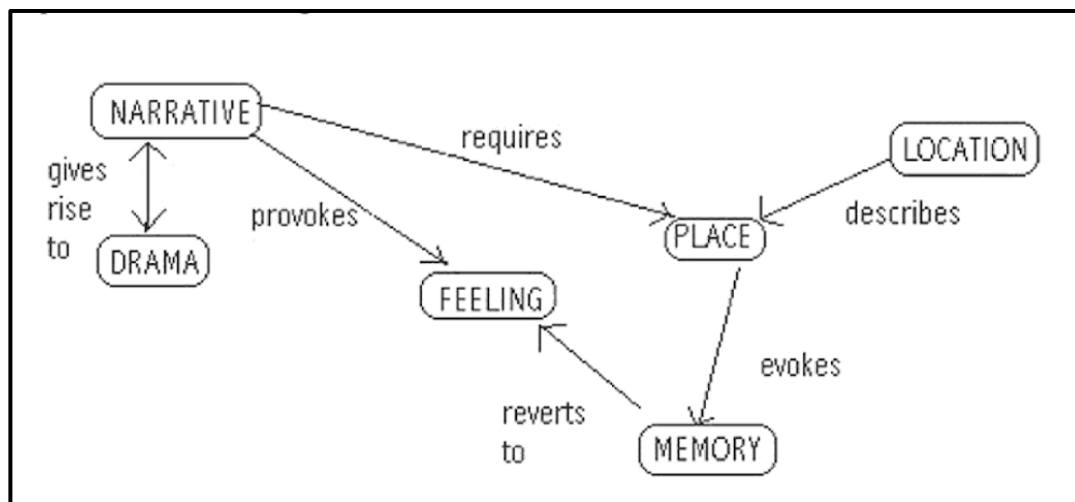 NARRATIVE
requires
LOCATION
gives
rise
to
provokes
describes
PLACE
DRAMA
FEELING
evokes
reverts
to
MEMORY